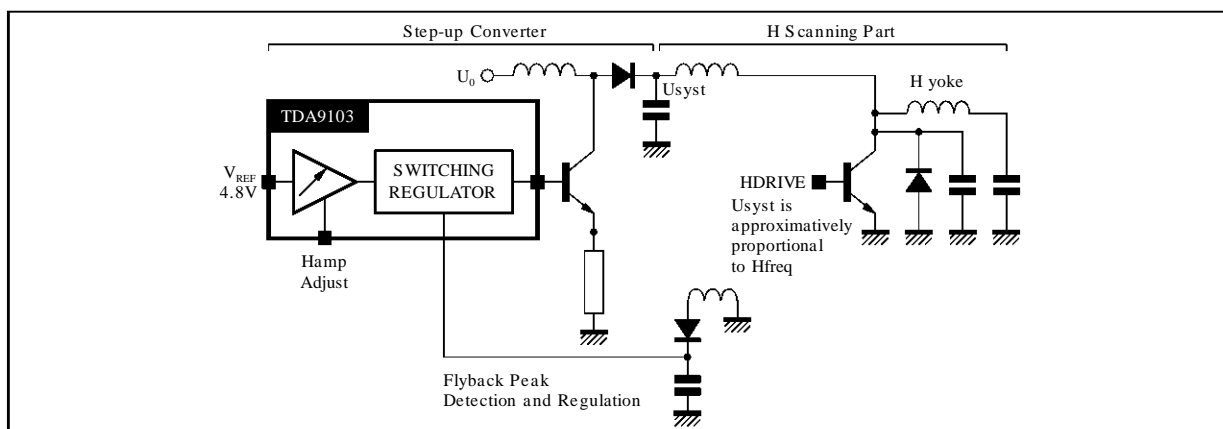 Step-up Converter
H Scanning Part
U0
Usyst
H yoke
TDA9103
VREF
4.8V
SWITCHING
REGULATOR
HDRIVE
Usyst is
approximatively
proportional
to Hfreq
Hamp
Adjust
Flyback Peak
Detection and Regulation